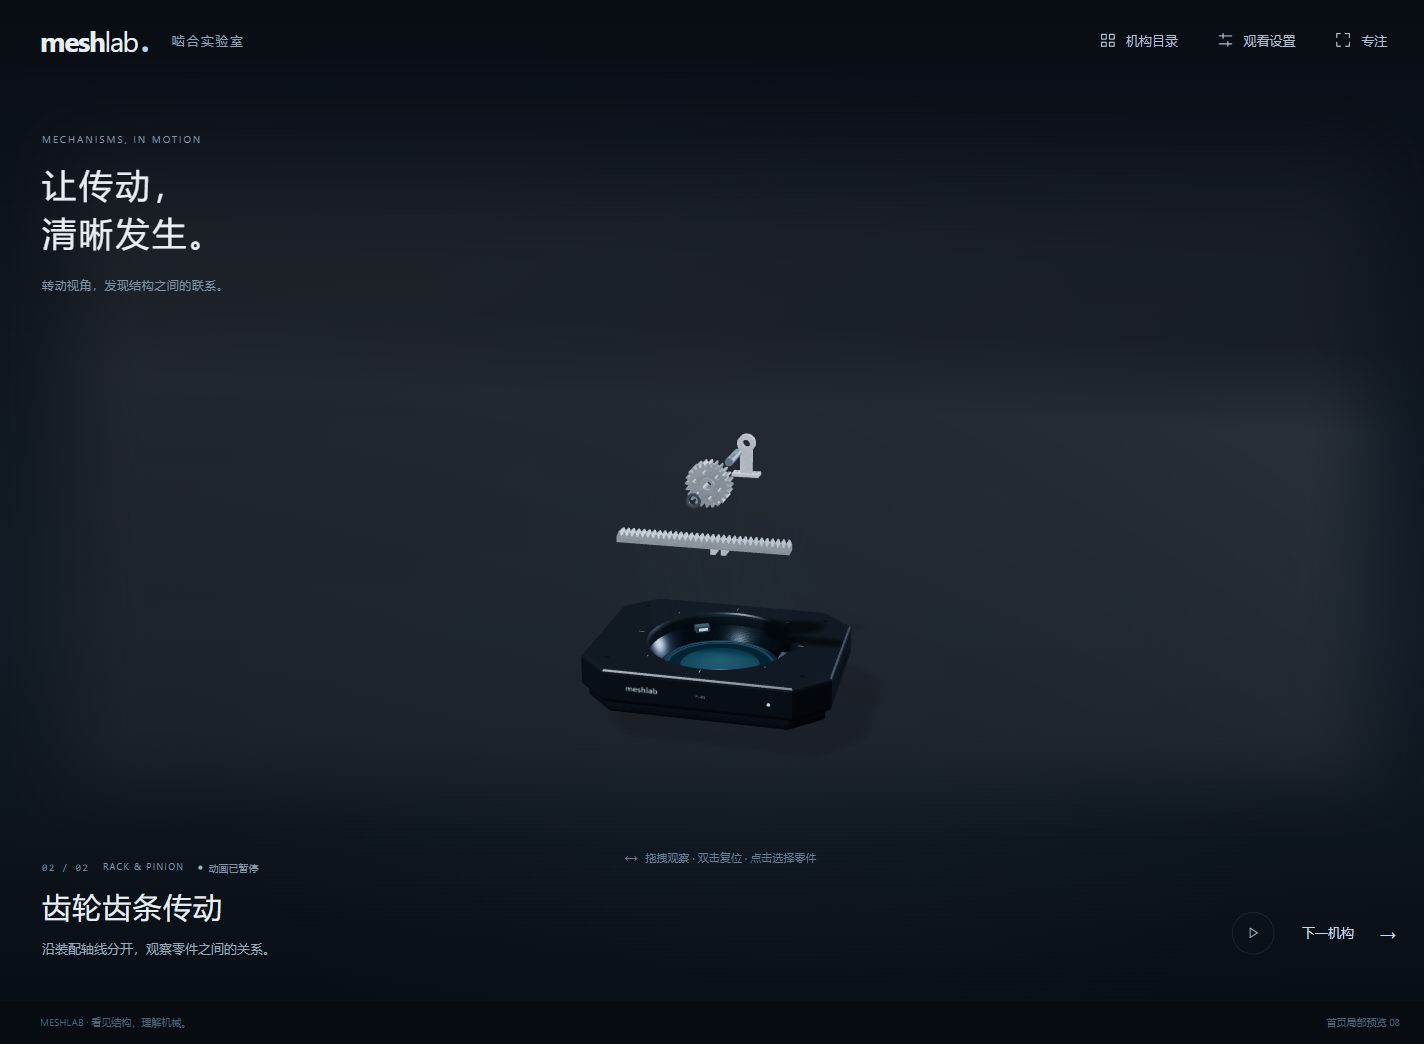 meshlab. 啮合实验室
机构目录
观看设置
专注
MECHANISMS, IN MOTION
让传动，
清晰发生。
转动视角，发现结构之间的联系。
meshlab
↔ 拖拽观察 · 双击复位 · 点击选择零件
02 / 02 RACK & PINION • 动画已暂停
齿轮齿条传动
沿装配轴线分开，观察零件之间的关系。
下一机构 →
MESHLAB · 看见结构，理解机械。
首页局部预览 08